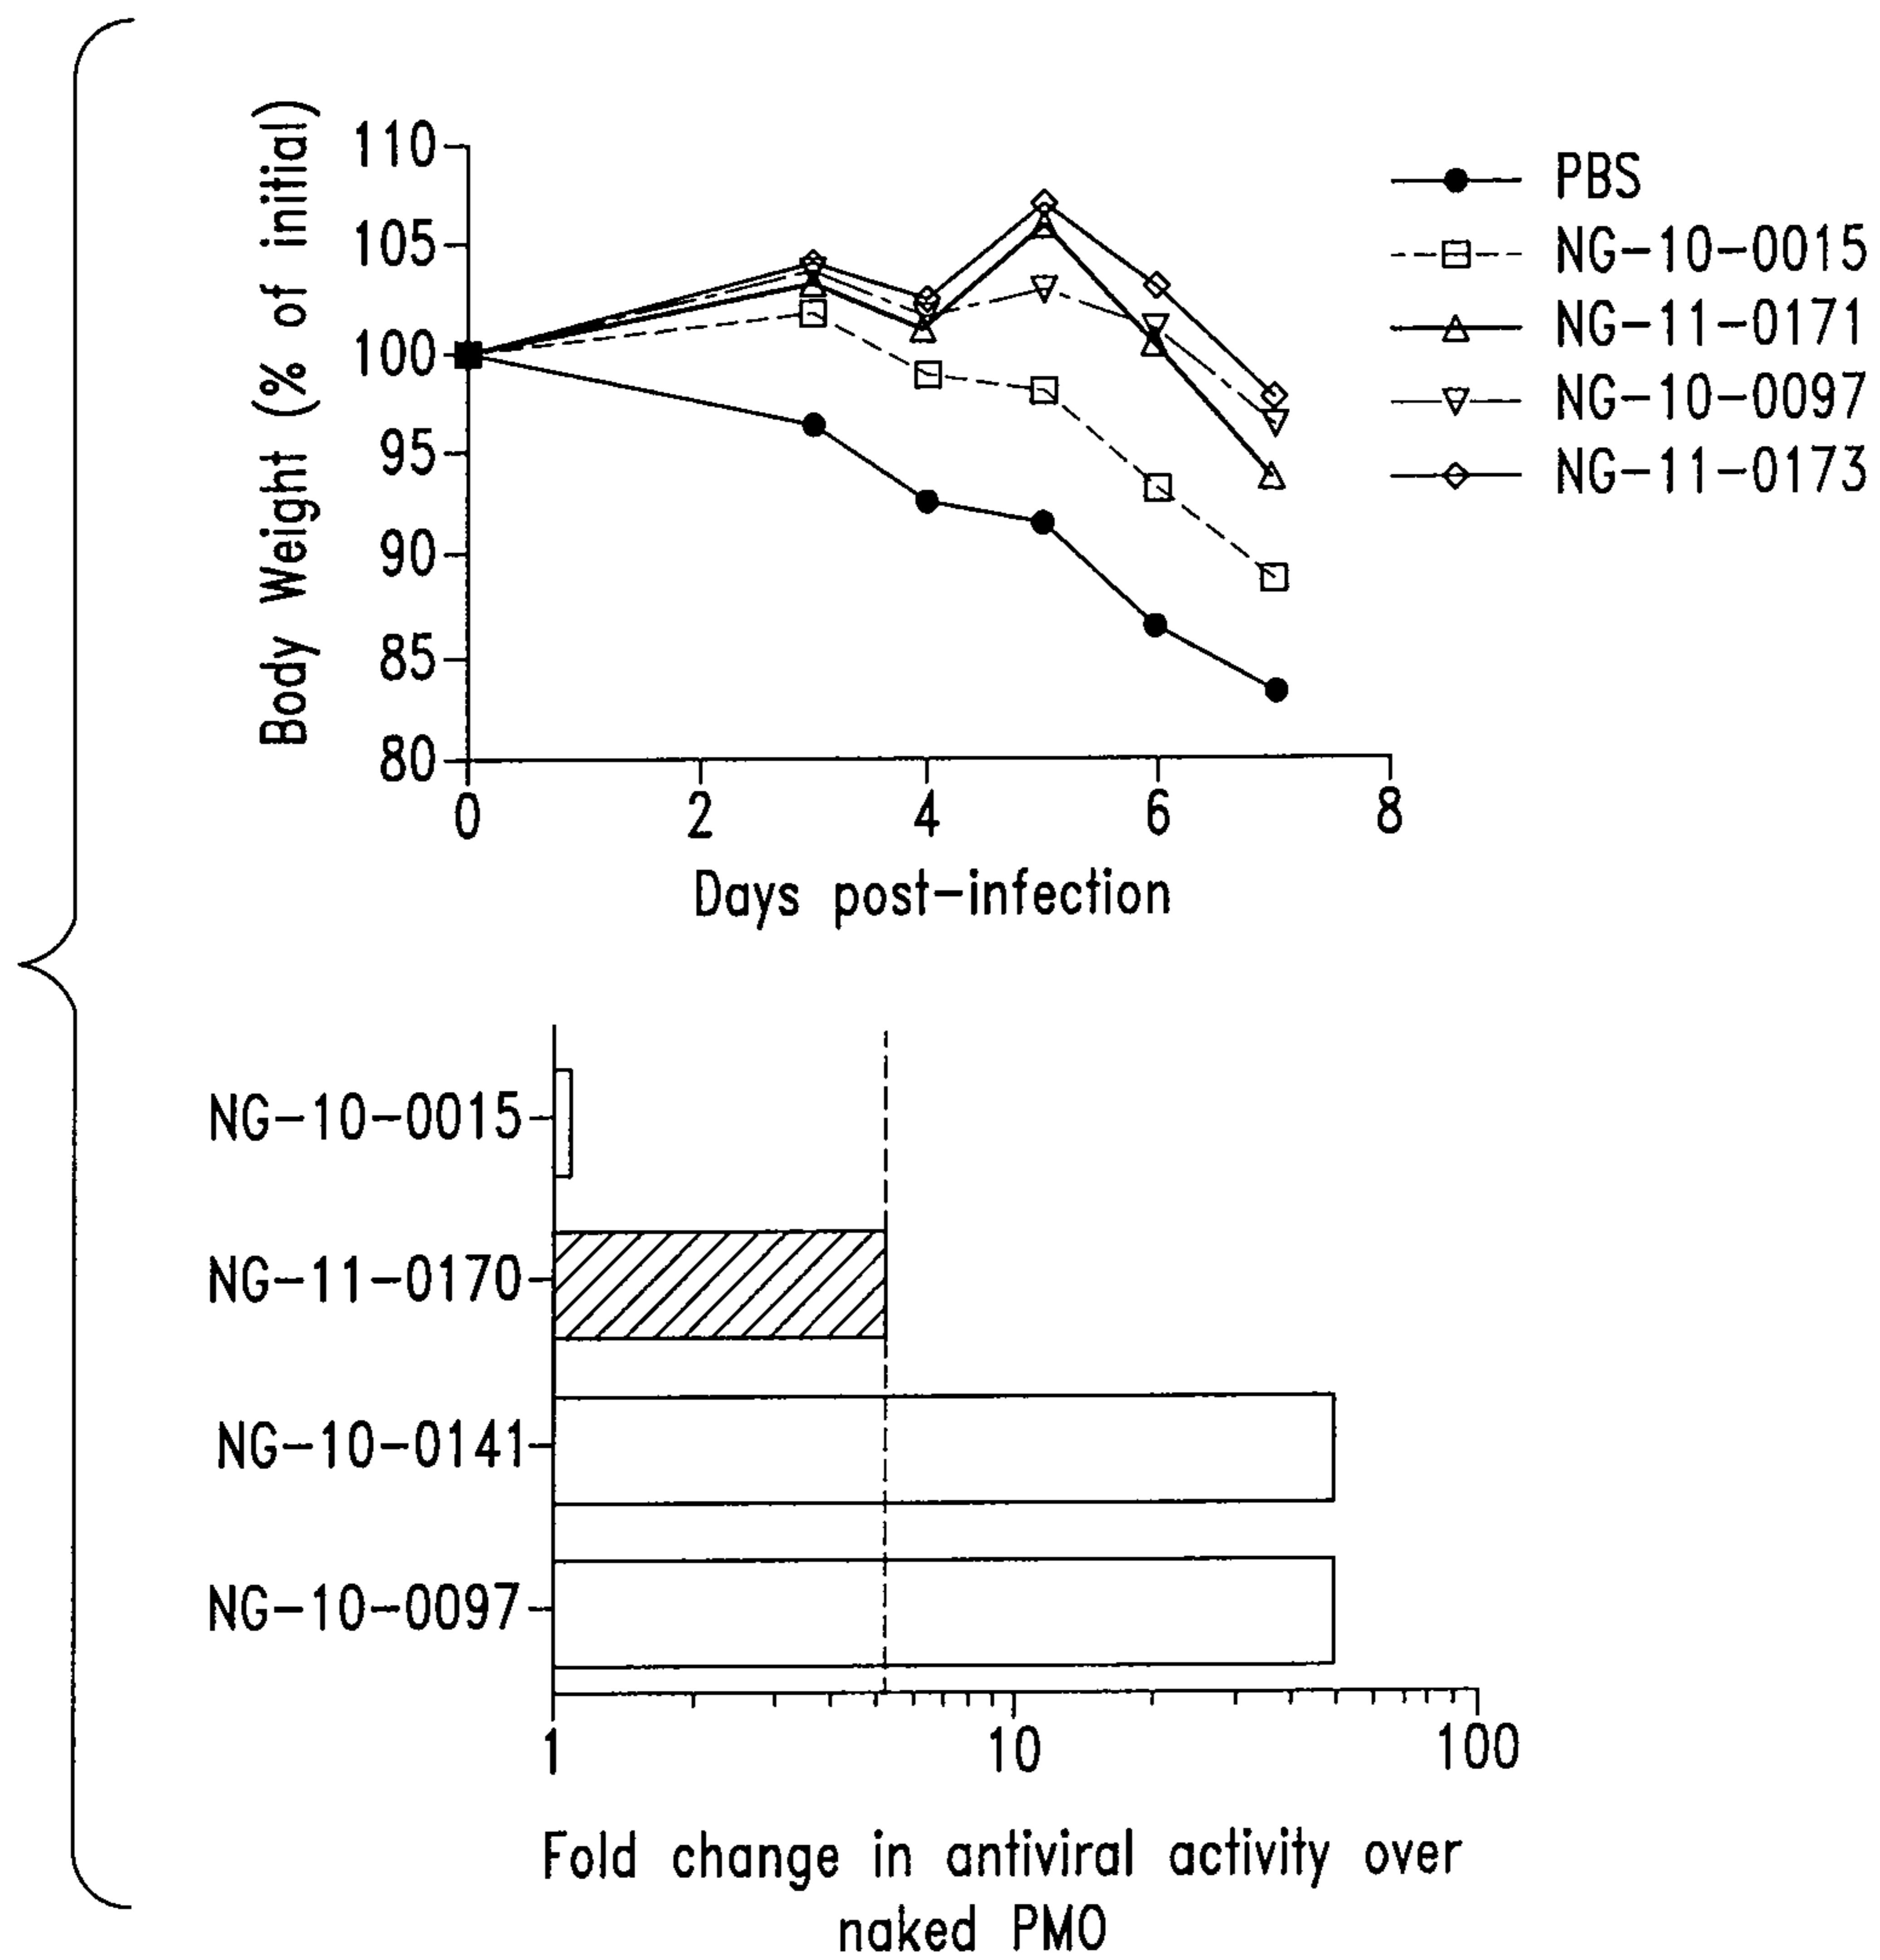 Body Weight (% of initial)
110
105
100
95
90
85
80
0 2 4 6 8
Days post-infection
PBS
NG-10-0015
NG-11-0171
NG-10-0097
NG-11-0173
NG-10-0015
NG-11-0170
NG-10-0141
NG-10-0097
1 10 100
Fold change in antiviral activity over
naked PMO